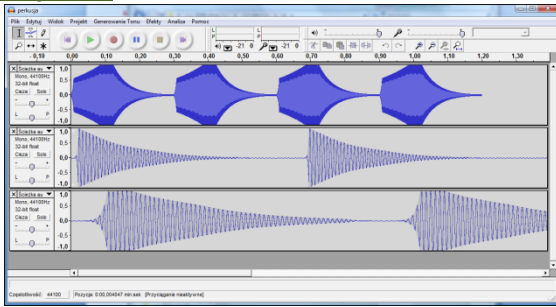 perkusja
Plik Edytuj Widok Projekt Generowanie Tonu Efekty Analiza Pomoc
L P -21 0 L P -21 0
- 0,10 0,00 0,10 0,20 0,30 0,40 0,50 0,60 0,70 0,80 0,90 1,00 1,10 1,20 1,30
X Ścieżka au. 1,0
Mono, 44100Hz
32-bit float 0,5
Cisza Solo
- + 0,0
L P -0,5
-1,0
X Ścieżka au. 1,0
Mono, 44100Hz
32-bit float 0,5
Cisza Solo
- + 0,0
L P -0,5
-1,0
X Ścieżka au. 1,0
Mono, 44100Hz
32-bit float 0,5
Cisza Solo
- + 0,0
L P -0,5
-1,0
Częstotliwość: 44100 Pozycja: 0:00,004947 min:sek [Przyciąganie nieaktywne]